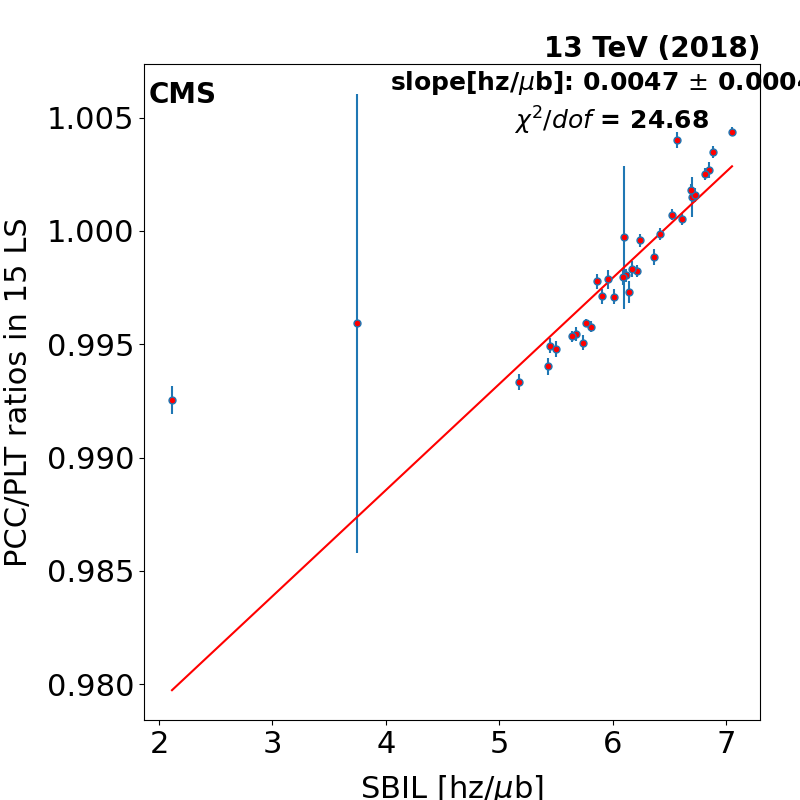 13 TeV (2018)
CMS
slope[hz/μb]: 0.0047 ± 0.0004
χ²/dof = 24.68
PCC/PLT ratios in 15 LS
1.005
1.000
0.995
0.990
0.985
0.980
2 3 4 5 6 7
SBIL [hz/μb]